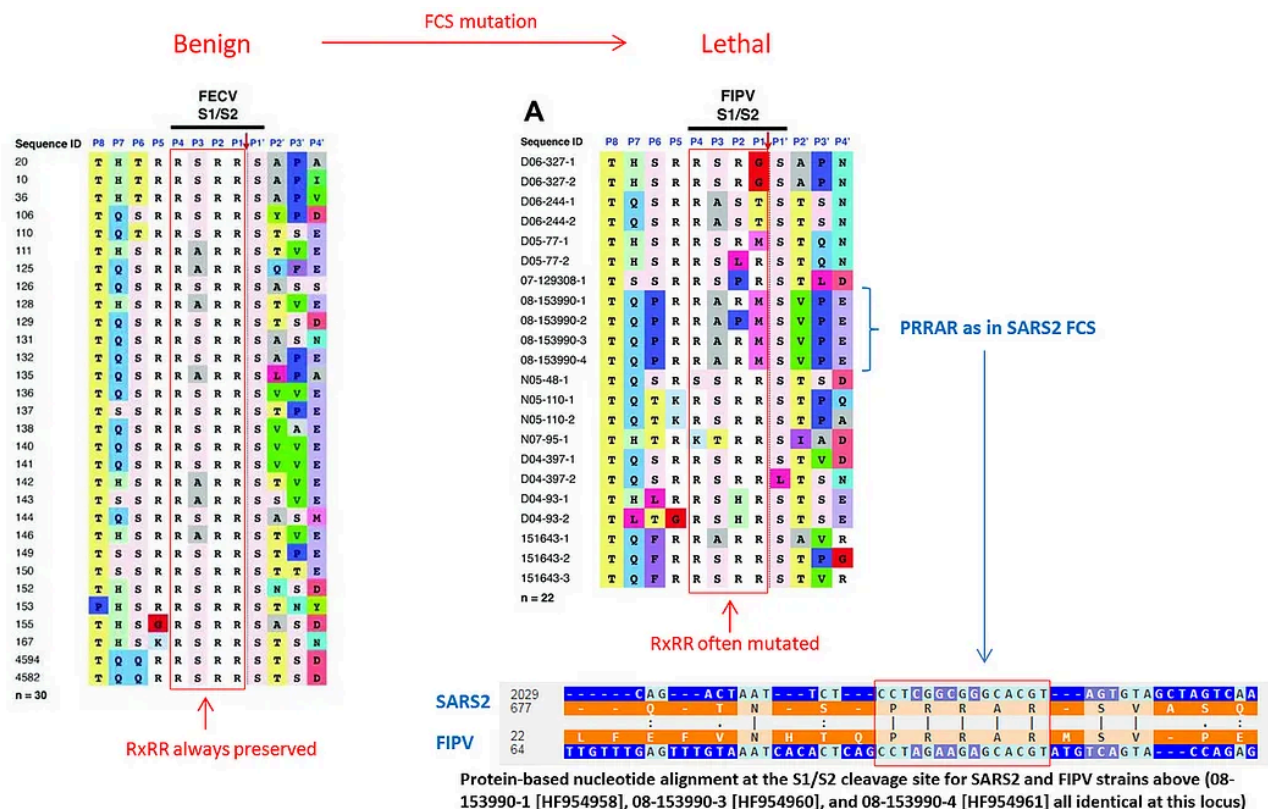 FCS mutation
Benign
Lethal
FECV
S1/S2
Sequence ID P8 P7 P6 P5 P4 P3 P2 P1 P1' P2' P3' P4'
20 T H T R R S R R S A P A
10 T H T R R S R R S A P I
36 T H T R R S R R S A P V
106 T Q S R R S R R S Y P D
110 T Q T R R S R R S T S E
111 T H S R R A R R S T V E
125 T Q S R R A R R S Q F E
126 T Q S R R S R R S A S S
128 T H S R R A R R S T V E
129 T Q S R R S R R S T S D
131 T Q S R R S R R S A S N
132 T Q S R R S R R S A P E
135 T Q S R R A R R S L P A
136 T Q S R R S R R S V V E
137 T S S R R S R R S T P E
138 T Q S R R S R R S V A E
140 T Q S R R S R R S V V E
141 T Q S R R S R R S V V E
142 T H S R R A R R S T V E
143 T S S R R A R R S S V E
144 T Q S R R S R R S A S M
146 T H S R R A R R S T V E
149 T S S R R S R R S T P E
150 T S S R R S R R S T T E
152 T H S R R S R R S N S D
153 P H S R R S R R S T N Y
155 T H S G R S R R S A S D
167 T H S K R S R R S T S N
4594 T Q Q R R S R R S T S D
4582 T Q Q R R S R R S T S D
n = 30
RxRR always preserved
A
FIPV
S1/S2
Sequence ID P8 P7 P6 P5 P4 P3 P2 P1 P1' P2' P3' P4'
D06-327-1 T H S R R S R G S A P N
D06-327-2 T H S R R S R G S A P N
D06-244-1 T Q S R R A S T S T S N
D06-244-2 T Q S R R A S T S T S N
D05-77-1 T H S R R S R M S T Q N
D05-77-2 T H S R R S L R S T Q N
07-129308-1 T S S R R S P R S T L D
08-153990-1 T Q P R R A R M S V P E
08-153990-2 T Q P R R A P M S V P E
08-153990-3 T Q P R R A R M S V P E
08-153990-4 T Q P R R A R M S V P E
N05-48-1 T Q S R S S R R S T S D
N05-110-1 T Q T K R S R R S T P Q
N05-110-2 T Q T K R S R R S T P A
N07-95-1 T H T R K T R R S I A D
D04-397-1 T Q S R R S R R S T V D
D04-397-2 T Q S R R S R R L T S N
D04-93-1 T H L R R S H R S T S E
D04-93-2 T L T G R S H R S T S E
151643-1 T Q F R R A R R S A V R
151643-2 T Q F R R S R R S T P G
151643-3 T Q F R R S R R S T V R
n = 22
RxRR often mutated
PRRAR as in SARS2 FCS
SARS2
2029 ------CAG---ACTAAT---TCT---CCTCGGCGGGCACGT---AGTGTAGCTAGTCAA
677 - - Q - T N - S - P R R A R - S V A S Q
FIPV
22 L F E F V N H T Q P R R A R M S V - P E
64 TTGTTTGAGTTTGTAAATCACACTCAGCCTAGAAGAGCACGTATGTCAGTA---CCAGAG
Protein-based nucleotide alignment at the S1/S2 cleavage site for SARS2 and FIPV strains above (08-
153990-1 [HF954958], 08-153990-3 [HF954960], and 08-153990-4 [HF954961] all identical at this locus)